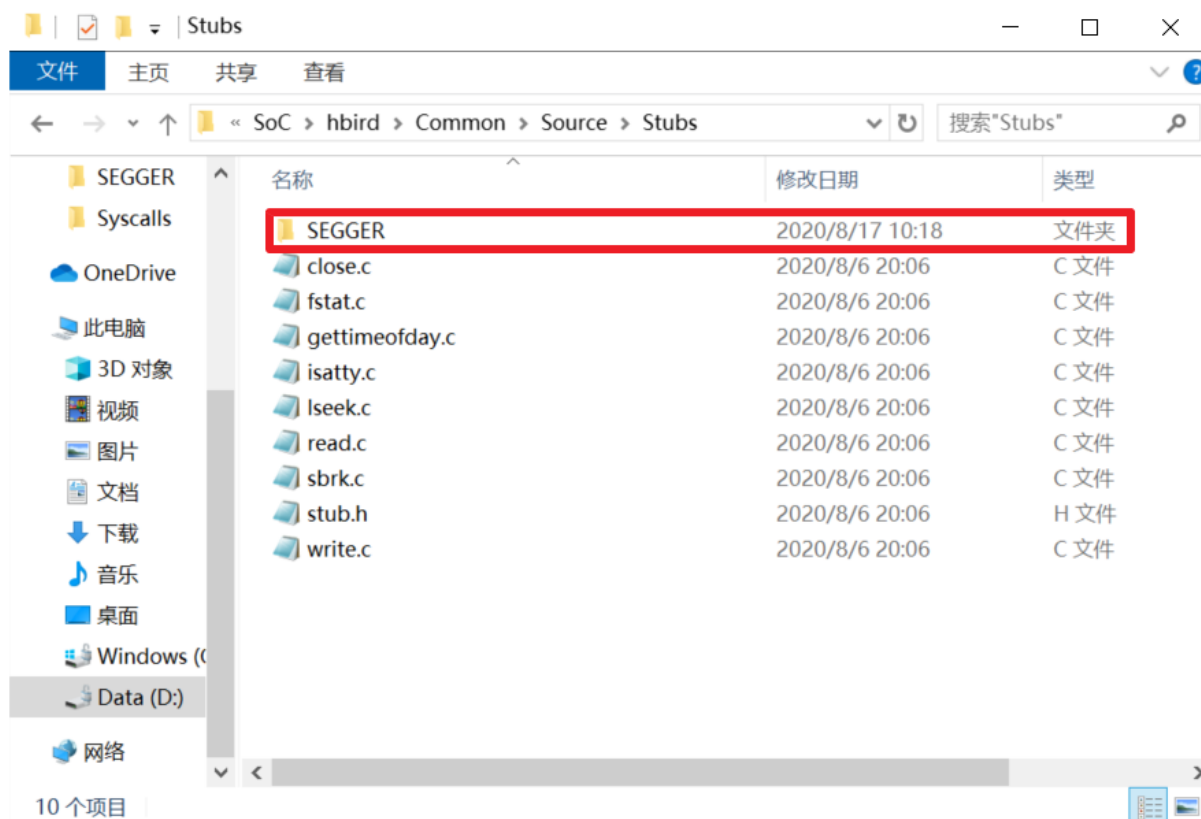 Stubs
文件 主页 共享 查看 ?
« SoC > hbird > Common > Source > Stubs 搜索"Stubs"
SEGGER
Syscalls
OneDrive
此电脑
3D 对象
视频
图片
文档
下载
音乐
桌面
Windows (C
Data (D:)
网络
名称 修改日期 类型
SEGGER 2020/8/17 10:18 文件夹
close.c 2020/8/6 20:06 C 文件
fstat.c 2020/8/6 20:06 C 文件
gettimeofday.c 2020/8/6 20:06 C 文件
isatty.c 2020/8/6 20:06 C 文件
lseek.c 2020/8/6 20:06 C 文件
read.c 2020/8/6 20:06 C 文件
sbrk.c 2020/8/6 20:06 C 文件
stub.h 2020/8/6 20:06 H 文件
write.c 2020/8/6 20:06 C 文件
10 个项目